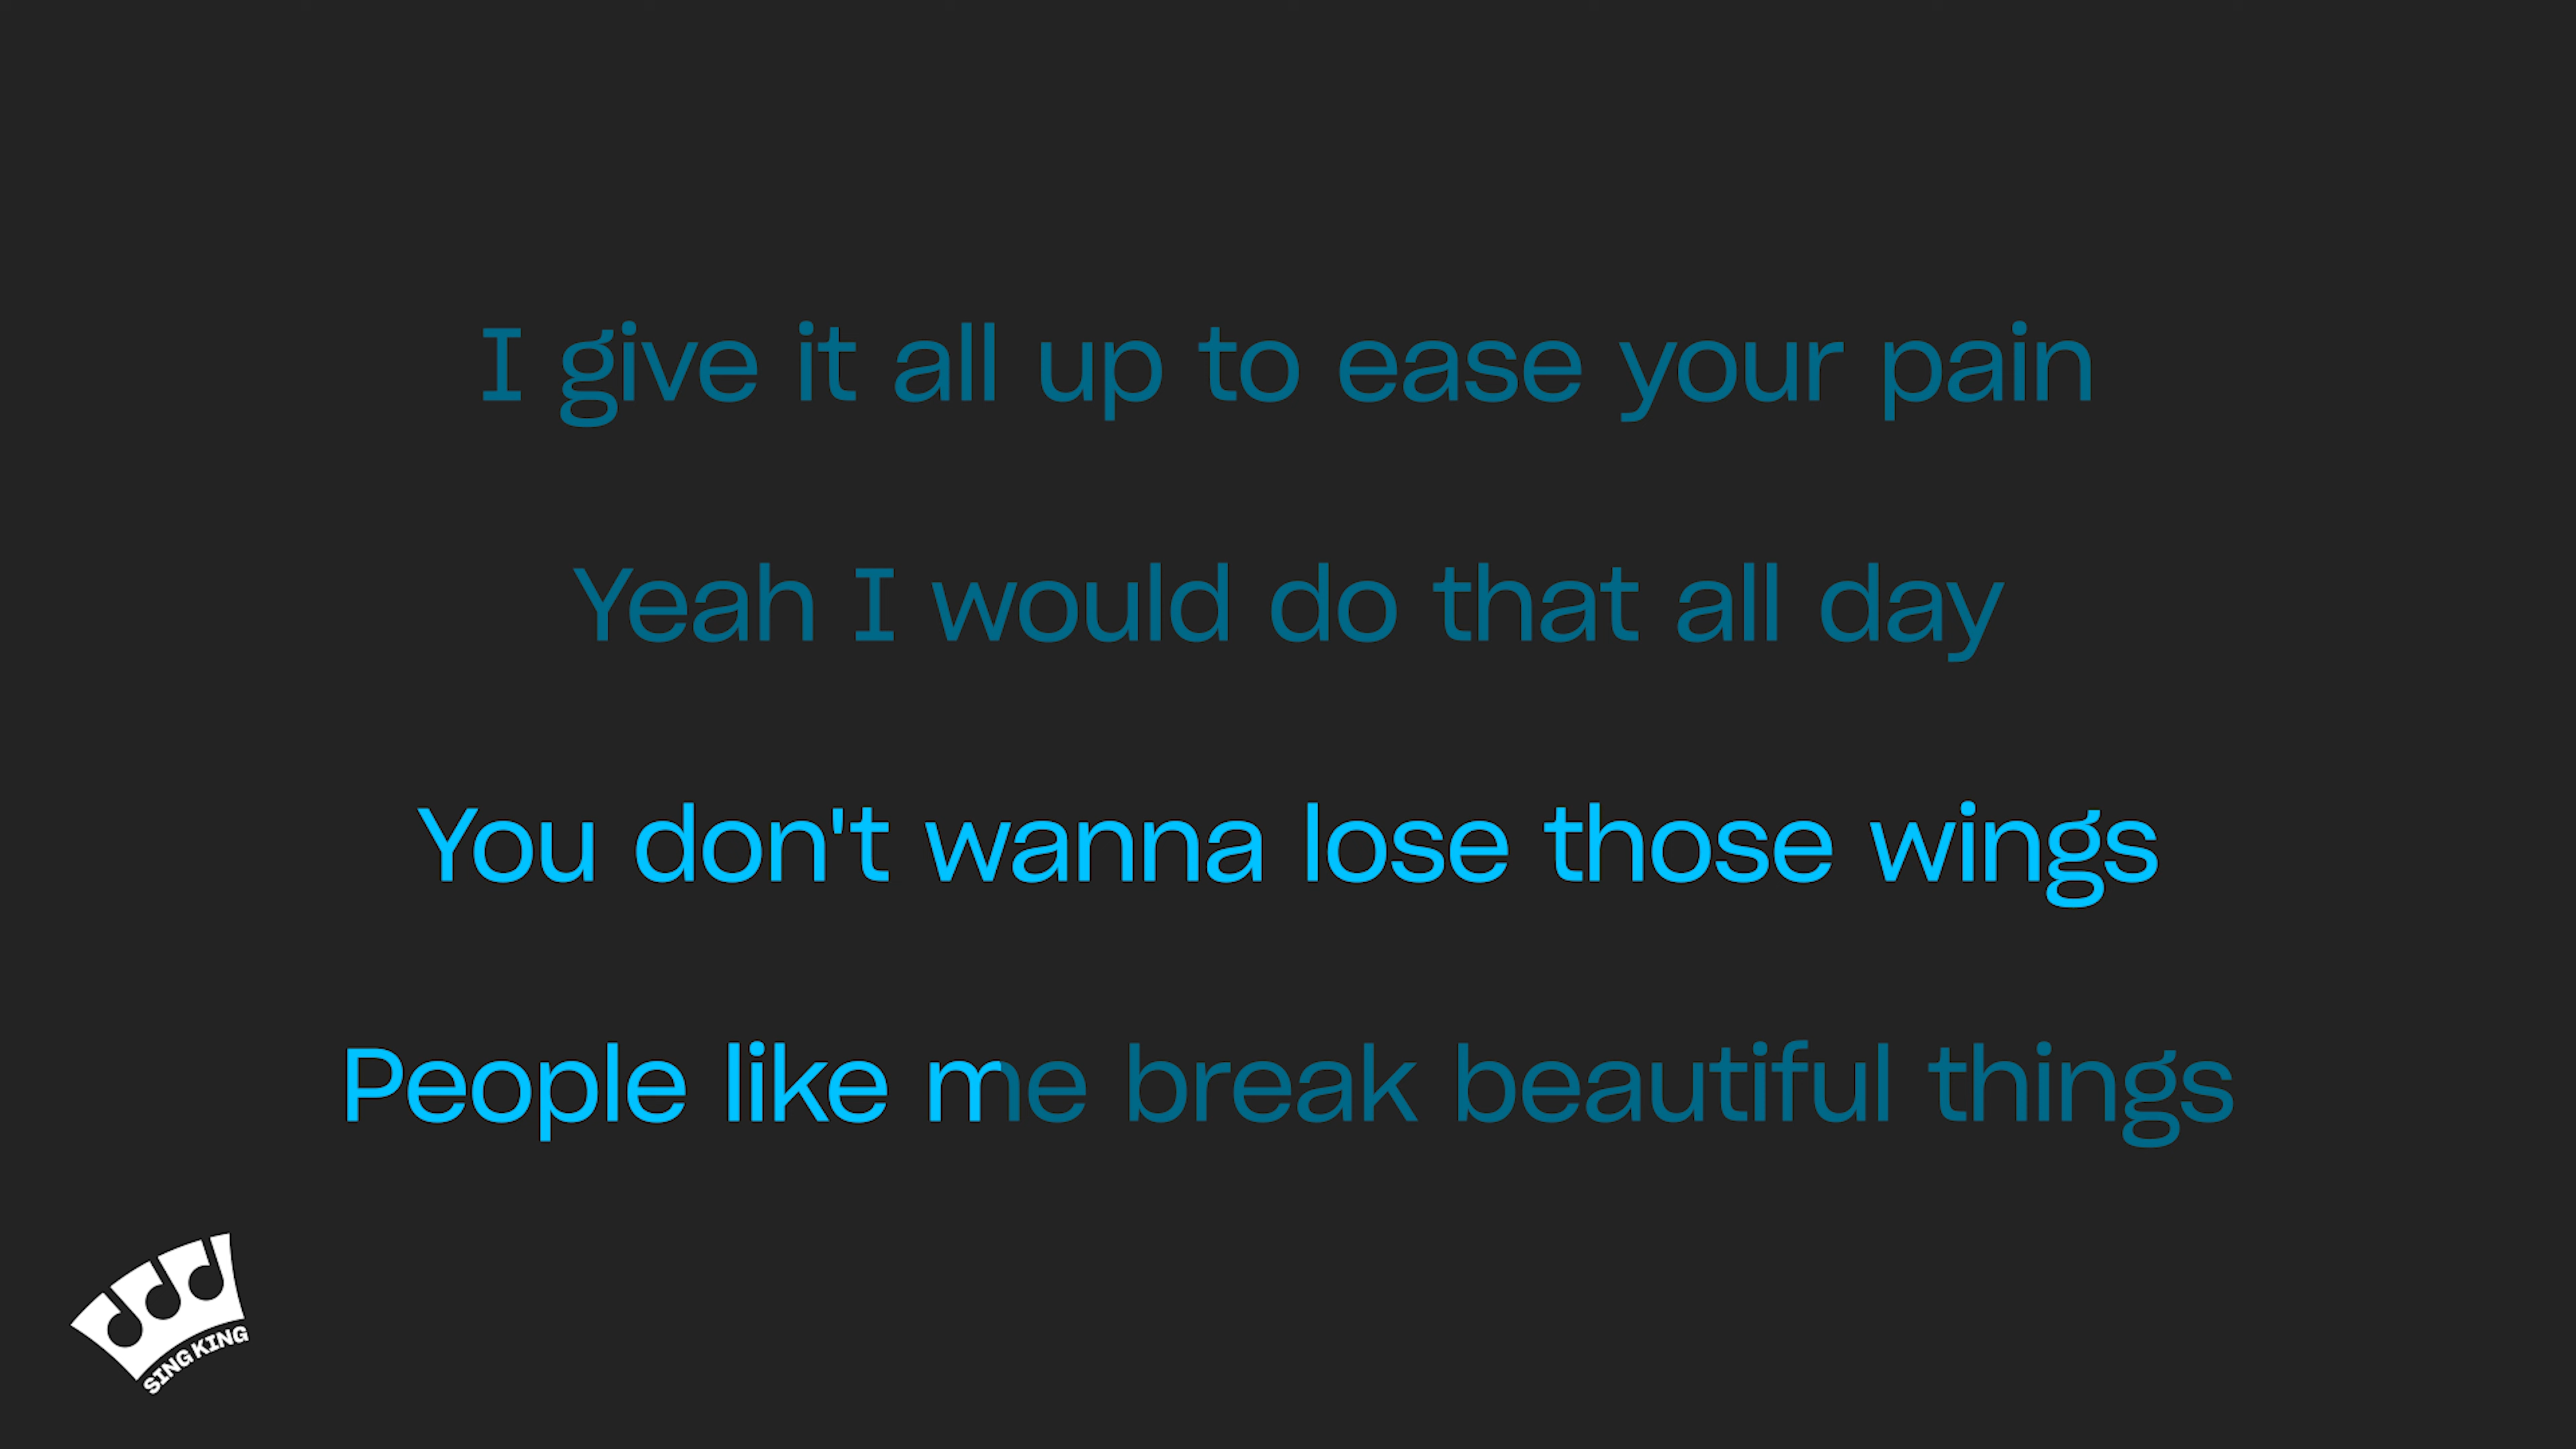 I give it all up to ease your pain
Yeah I would do that all day
You don't wanna lose those wings
People like me break beautiful things
SING KING